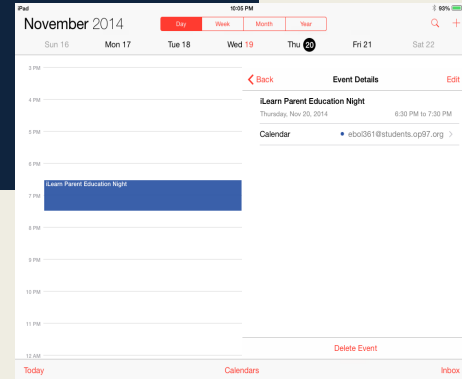 iPad 10:05 PM 93%
November 2014 Day Week Month Year
Sun 16 Mon 17 Tue 18 Wed 19 Thu 20 Fri 21 Sat 22
3 PM
Back Event Details Edit
4 PM
iLearn Parent Education Night
Thursday, Nov 20, 2014 6:30 PM to 7:30 PM
5 PM
Calendar ebol361@students.op97.org
6 PM
iLearn Parent Education Night
7 PM
8 PM
9 PM
10 PM
11 PM
Delete Event
12 AM
Today Calendars Inbox